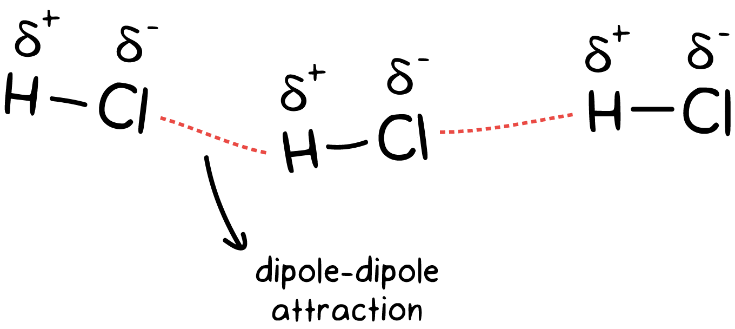 δ+ δ- δ+ δ-
H Cl δ+ δ- H Cl
H Cl
dipole-dipole
attraction